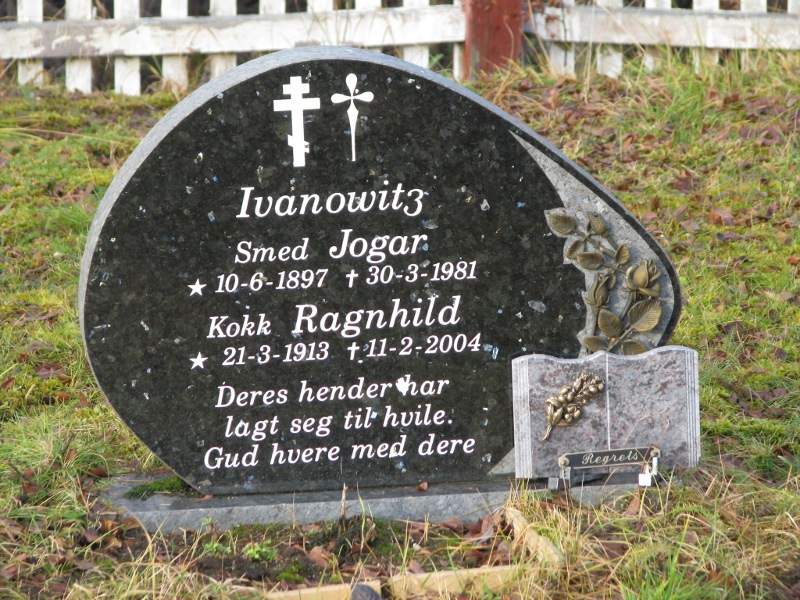 Ivanowitz
Smed Jogar
★ 10-6-1897 † 30-3-1981
Kokk Ragnhild
★ 21-3-1913 † 11-2-2004
Deres hender har
lagt seg til hvile.
Gud hvere med dere
Regrets